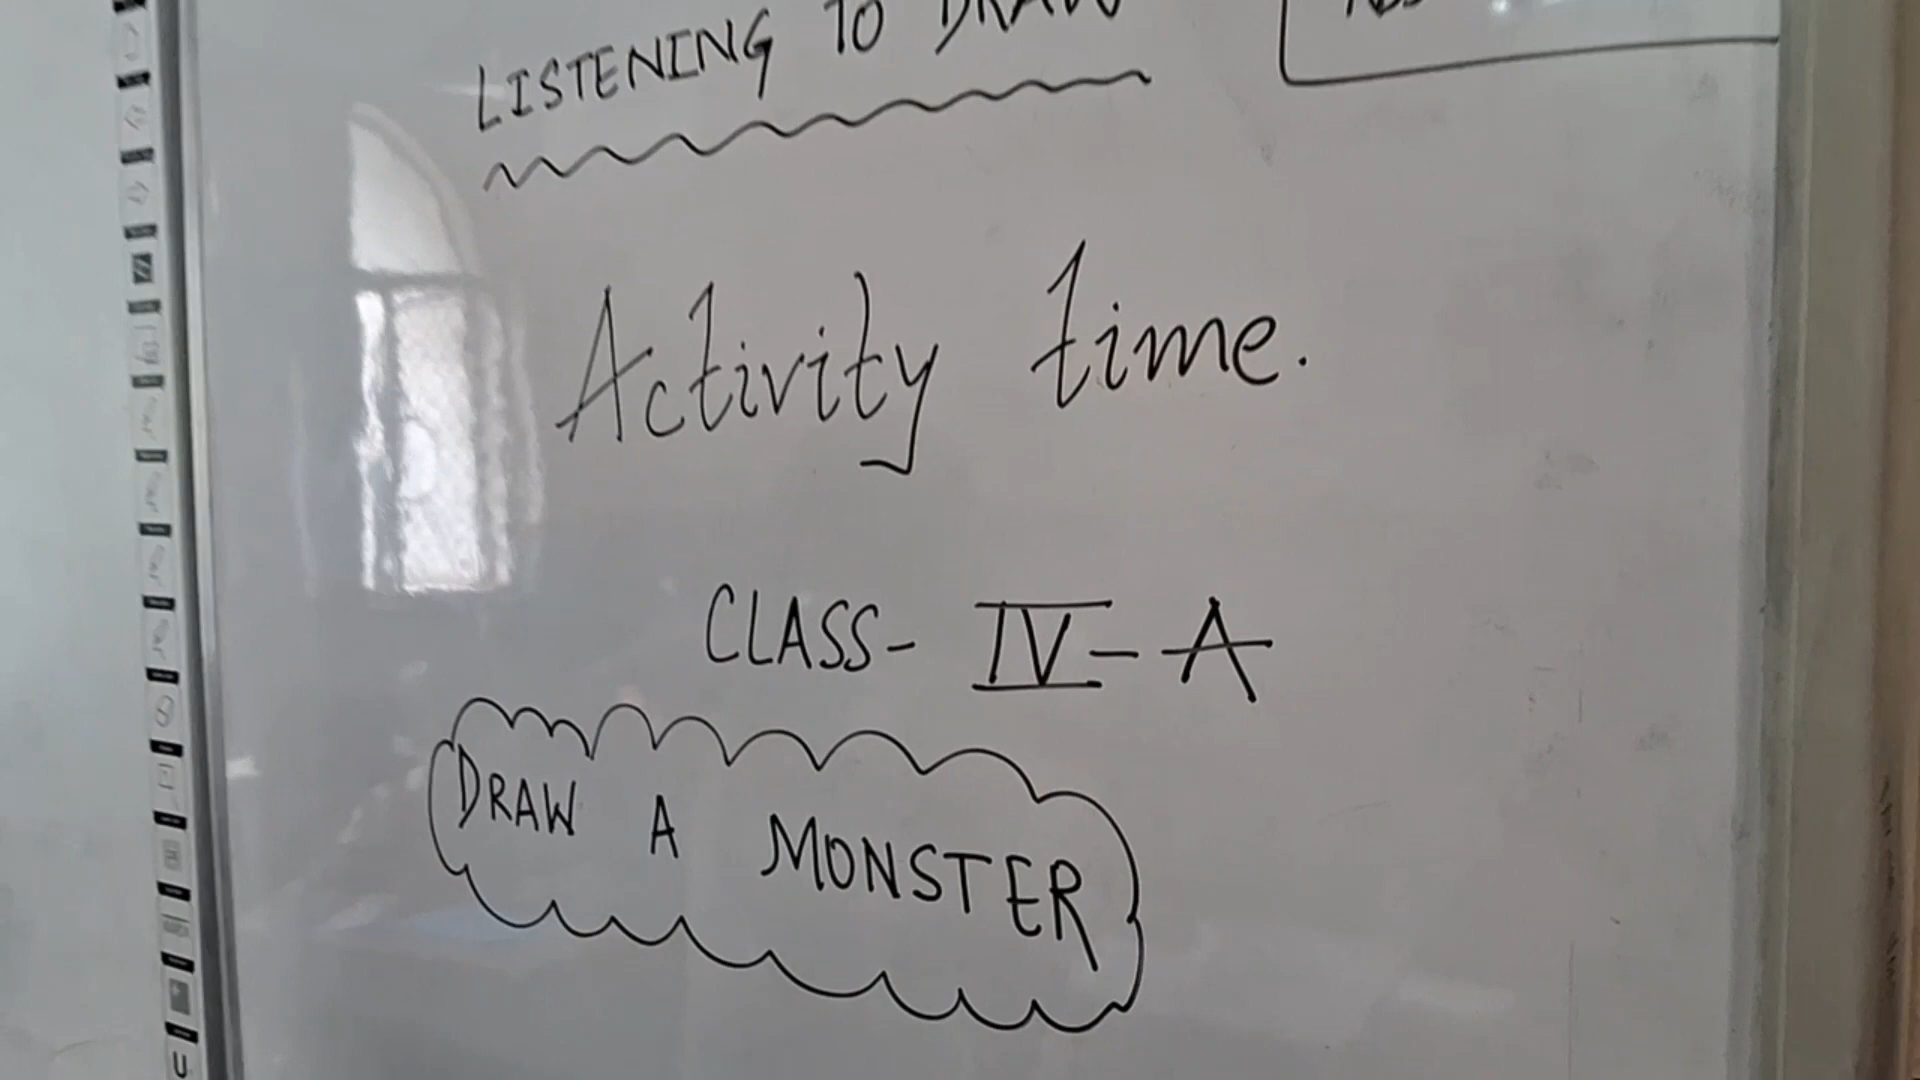 LISTENING TO DRAW
Activity time.
CLASS- IV-A
DRAW A MONSTER